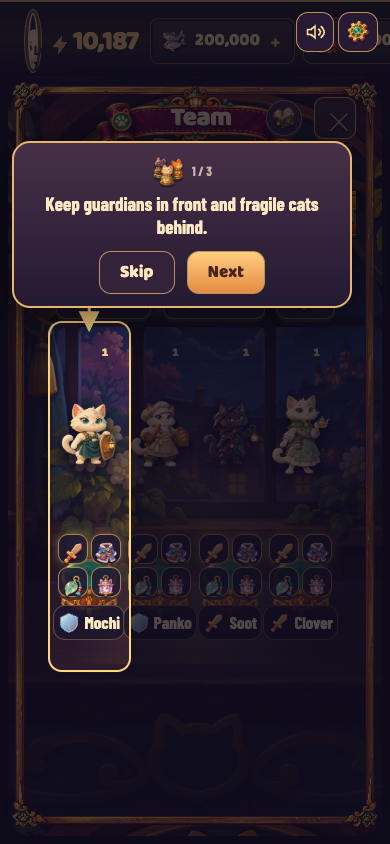 10,187
200,000 +
Team
1/3
Keep guardians in front and fragile cats
behind.
Skip
Next
1
1
1
1
Mochi
Panko
Soot
Clover